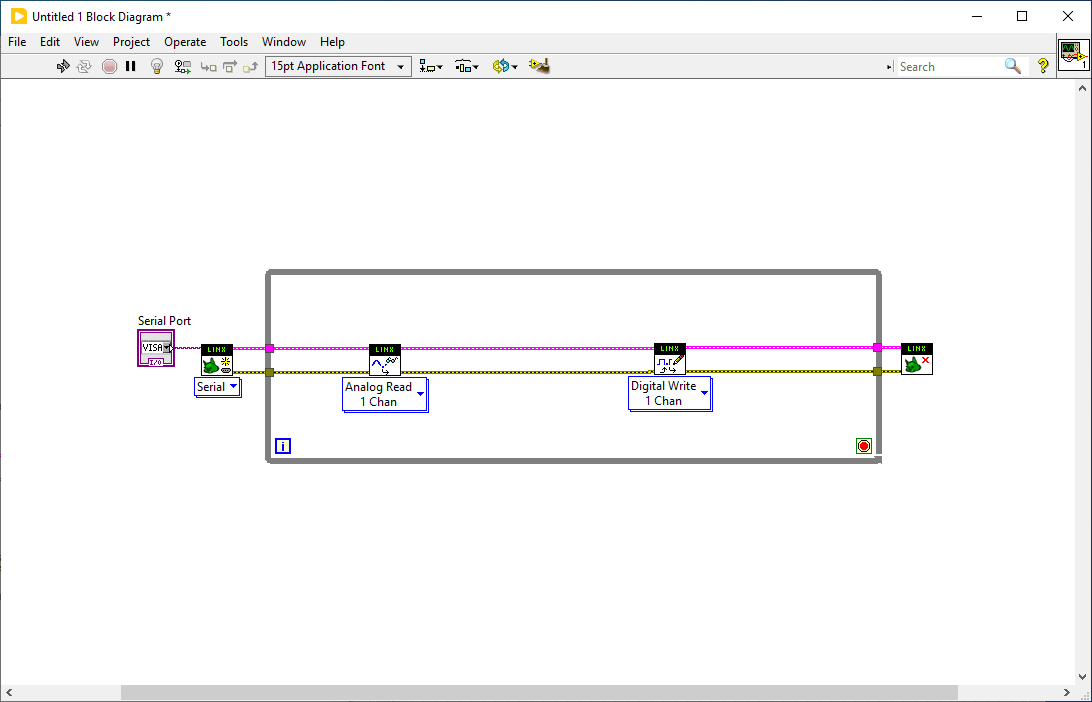 Untitled 1 Block Diagram *
File Edit View Project Operate Tools Window Help
15pt Application Font
Search
?
1
Serial Port
VISA
I/O
LINX
LINX
LINX
LINX
Serial
Analog Read
1 Chan
Digital Write
1 Chan
i